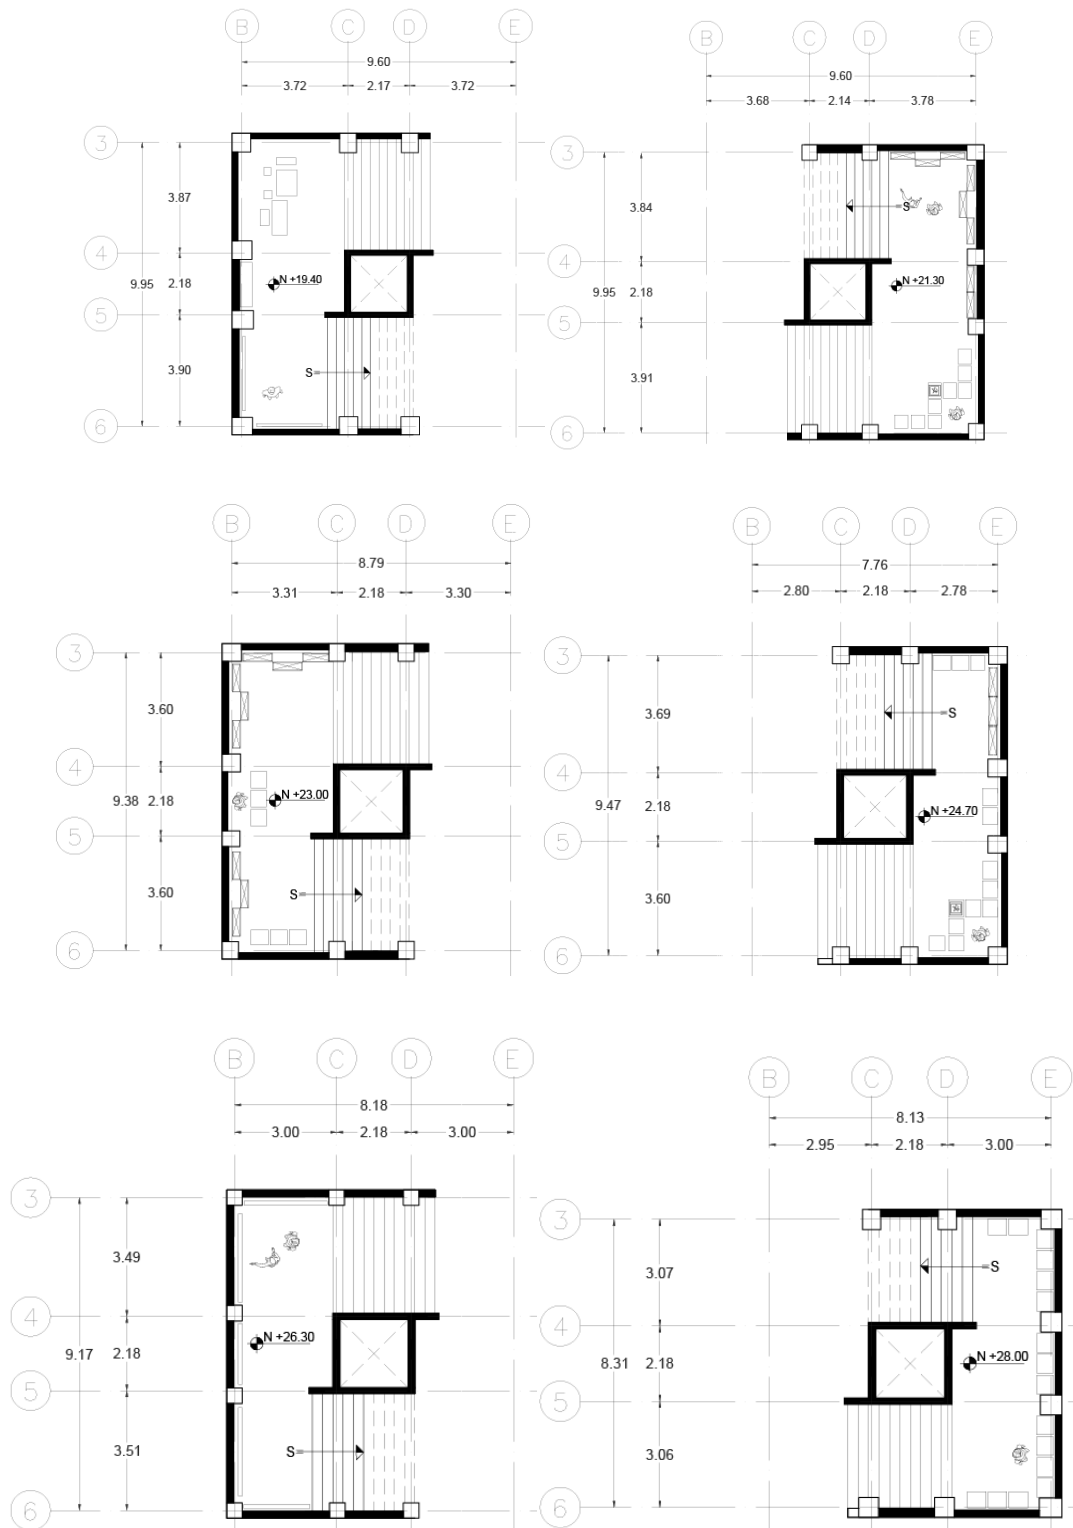 B C D E
9.60
3.72 2.17 3.72
3
3.87
4
9.95 2.18
N +19.40
5
3.90
S
6
B C D E
9.60
3.68 2.14 3.78
3
3.84
S
4
9.95 2.18
N +21.30
5
3.91
6
B C D E
8.79
3.31 2.18 3.30
3
3.60
4
9.38 2.18
N +23.00
5
3.60
S
6
B C D E
7.76
2.80 2.18 2.78
3
3.69
S
4
9.47 2.18
N +24.70
5
3.60
6
B C D E
8.18
3.00 2.18 3.00
3
3.49
4
9.17 2.18
N +26.30
5
3.51
S
6
B C D E
8.13
2.95 2.18 3.00
3
3.07
S
4
8.31 2.18
N +28.00
5
3.06
6